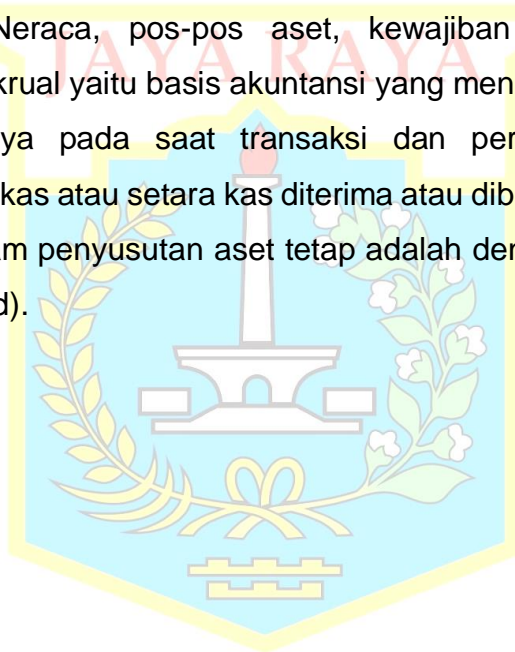 JAYA RAYA
Neraca, pos-pos aset, kewajiban
krual yaitu basis akuntansi yang men
ya pada saat transaksi dan per
kas atau setara kas diterima atau dib
am penyusutan aset tetap adalah der
d).